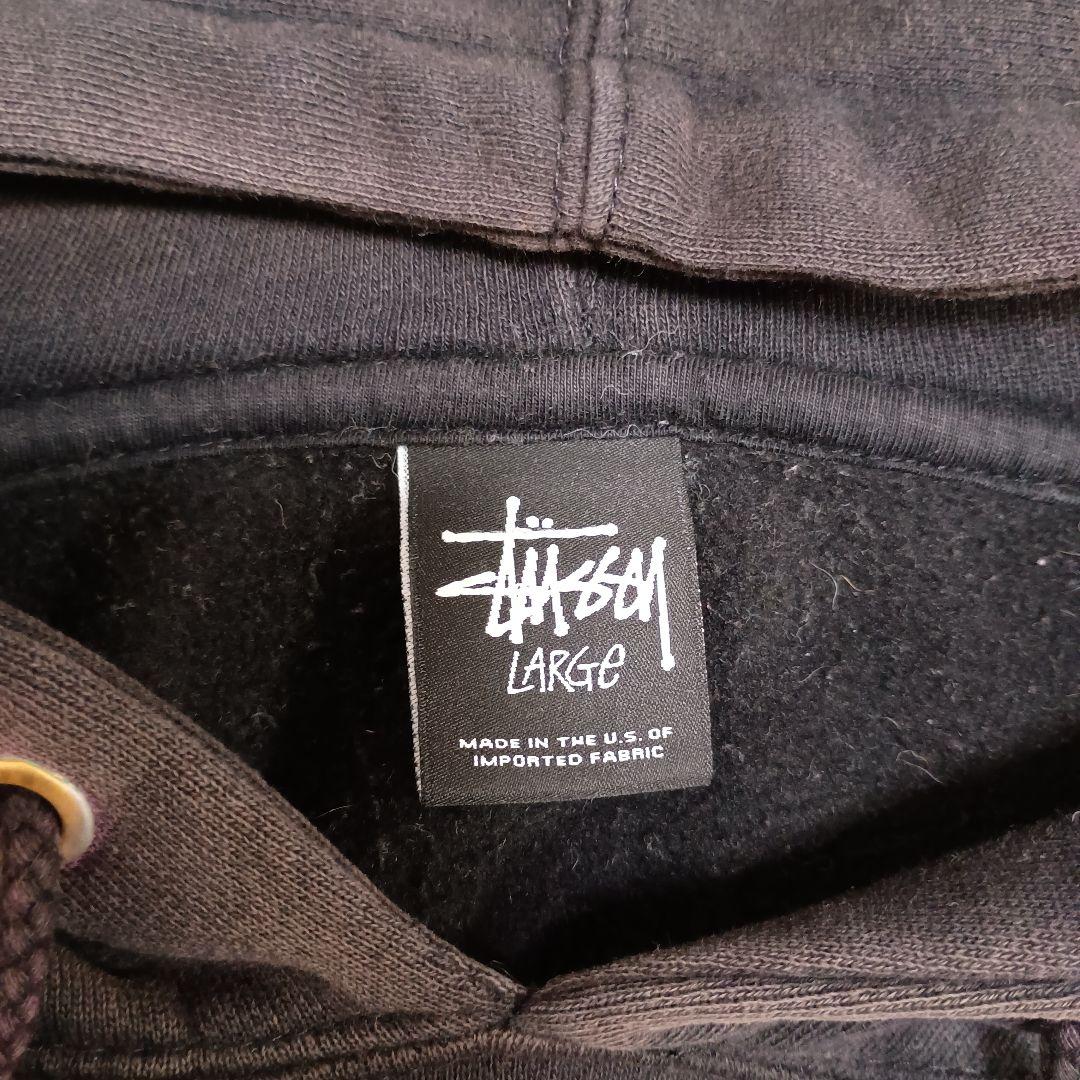 Stüssy
LARGE
MADE IN THE U.S. OF
IMPORTED FABRIC